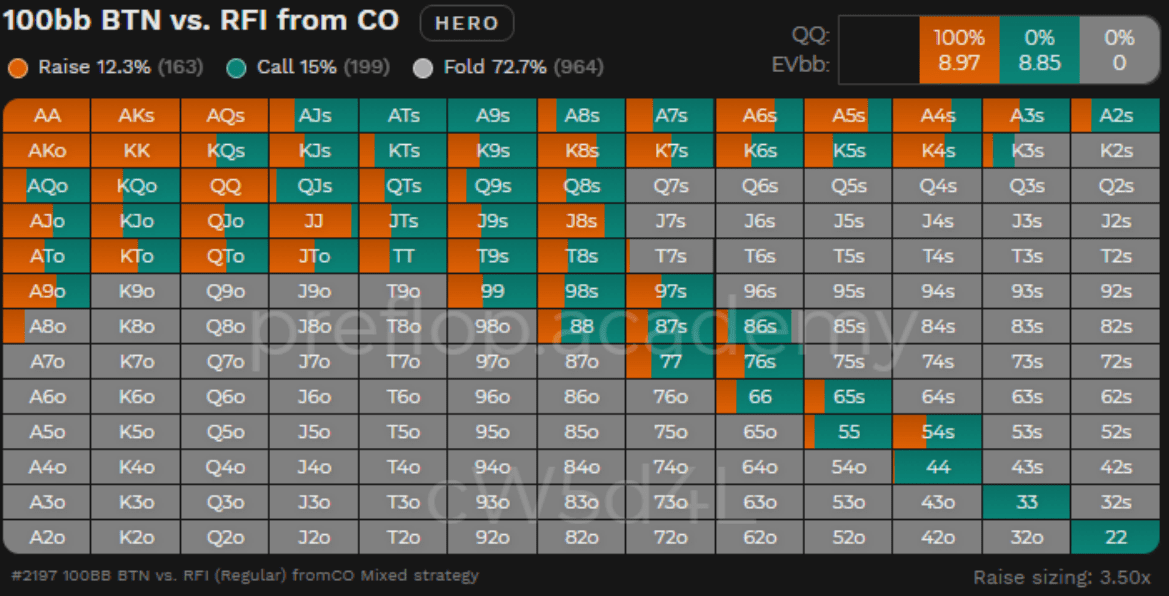 100bb BTN vs. RFI from CO HERO
QQ: 100% 0% 0%
EVbb: 8.97 8.85 0
Raise 12.3% (163) Call 15% (199) Fold 72.7% (964)
AA AKs AQs AJs ATs A9s A8s A7s A6s A5s A4s A3s A2s
AKo KK KQs KJs KTs K9s K8s K7s K6s K5s K4s K3s K2s
AQo KQo QQ QJs QTs Q9s Q8s Q7s Q6s Q5s Q4s Q3s Q2s
AJo KJo QJo JJ JTs J9s J8s J7s J6s J5s J4s J3s J2s
ATo KTo QTo JTo TT T9s T8s T7s T6s T5s T4s T3s T2s
A9o K9o Q9o J9o T9o 99 98s 97s 96s 95s 94s 93s 92s
A8o K8o Q8o J8o T8o 98o 88 87s 86s 85s 84s 83s 82s
preflop.academy
A7o K7o Q7o J7o T7o 97o 87o 77 76s 75s 74s 73s 72s
A6o K6o Q6o J6o T6o 96o 86o 76o 66 65s 64s 63s 62s
A5o K5o Q5o J5o T5o 95o 85o 75o 65o 55 54s 53s 52s
A4o K4o Q4o J4o T4o 94o 84o 74o 64o 54o 44 43s 42s
cW5d4L
A3o K3o Q3o J3o T3o 93o 83o 73o 63o 53o 43o 33 32s
A2o K2o Q2o J2o T2o 92o 82o 72o 62o 52o 42o 32o 22
#2197 100BB BTN vs. RFI (Regular) fromCO Mixed strategy
Raise sizing: 3.50x